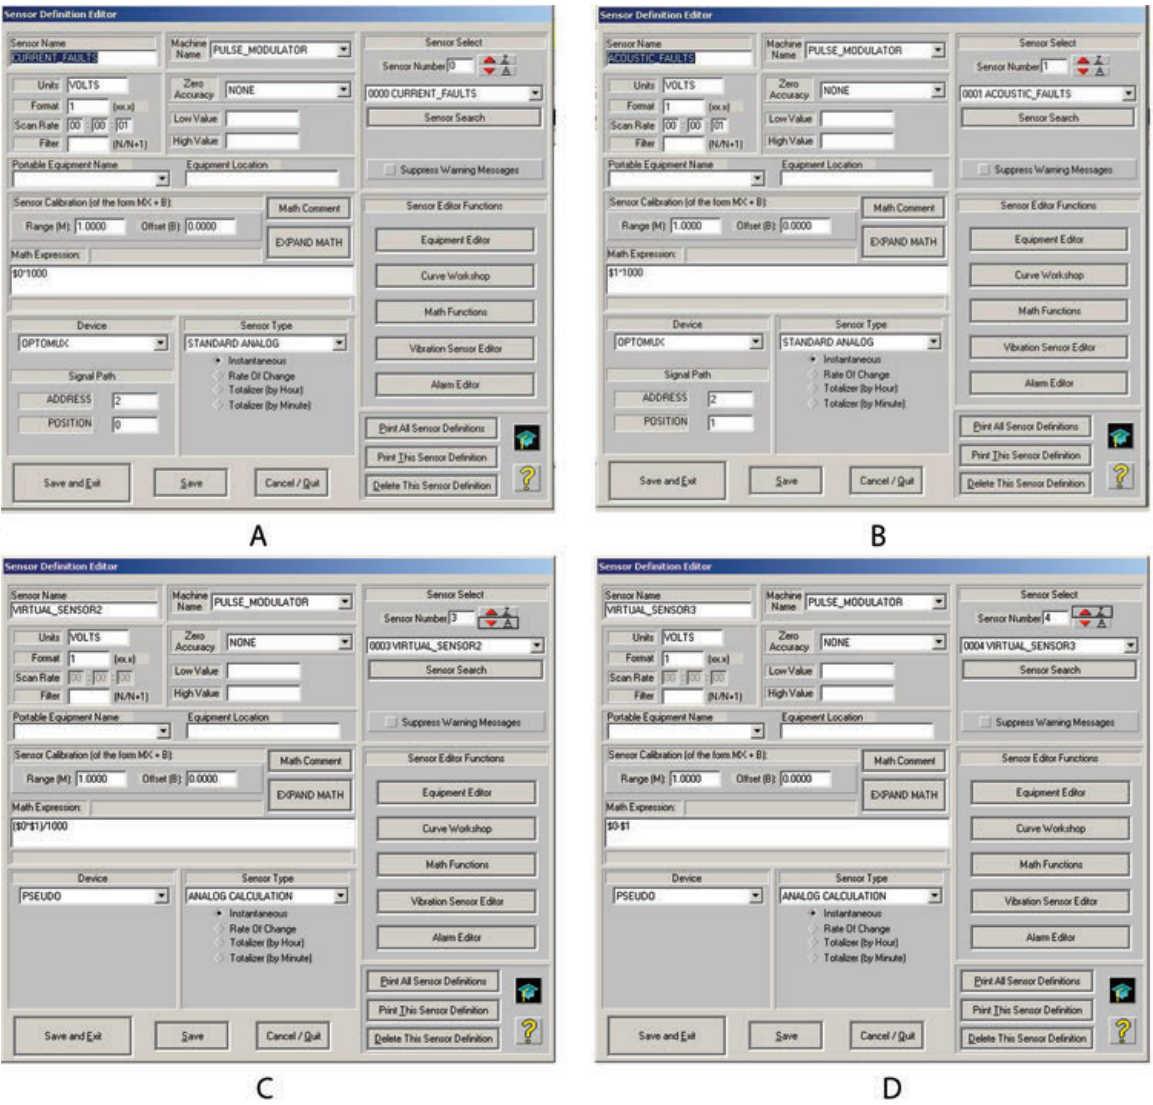 Sensor Definition Editor
Sensor Name
CURRENT_FAULTS
Machine Name PULSE_MODULATOR
Sensor Select
Sensor Number 0
Z A
Units VOLTS
Zero Accuracy NONE
0000 CURRENT_FAULTS
Format 1 (xx.x)
Low Value
Sensor Search
Scan Rate 00 : 00 : 01
Filter (N/N+1)
High Value
Portable Equipment Name Equipment Location
Suppress Warning Messages
Sensor Calibration (of the form MX + B):
Math Comment
Sensor Editor Functions
Range (M): 1.0000 Offset (B): 0.0000
EXPAND MATH
Equipment Editor
Math Expression:
$0*1000
Curve Workshop
Math Functions
Device Sensor Type
OPTOMUX STANDARD ANALOG
Vibration Sensor Editor
Instantaneous
Signal Path
Rate Of Change
Alarm Editor
ADDRESS 2
Totalizer (by Hour)
Totalizer (by Minute)
POSITION 0
Print All Sensor Definitions
Print This Sensor Definition
Save and Exit Save Cancel / Quit Delete This Sensor Definition
?
A
Sensor Definition Editor
Sensor Name
ACOUSTIC_FAULTS
Machine Name PULSE_MODULATOR
Sensor Select
Sensor Number 1
Z A
Units VOLTS
Zero Accuracy NONE
0001 ACOUSTIC_FAULTS
Format 1 (xx.x)
Low Value
Sensor Search
Scan Rate 00 : 00 : 01
Filter (N/N+1)
High Value
Portable Equipment Name Equipment Location
Suppress Warning Messages
Sensor Calibration (of the form MX + B):
Math Comment
Sensor Editor Functions
Range (M): 1.0000 Offset (B): 0.0000
EXPAND MATH
Equipment Editor
Math Expression:
$1*1000
Curve Workshop
Math Functions
Device Sensor Type
OPTOMUX STANDARD ANALOG
Vibration Sensor Editor
Instantaneous
Signal Path
Rate Of Change
Alarm Editor
ADDRESS 2
Totalizer (by Hour)
Totalizer (by Minute)
POSITION 1
Print All Sensor Definitions
Print This Sensor Definition
Save and Exit Save Cancel / Quit Delete This Sensor Definition
?
B
Sensor Definition Editor
Sensor Name
VIRTUAL_SENSOR2
Machine Name PULSE_MODULATOR
Sensor Select
Sensor Number 3
Z A
Units VOLTS
Zero Accuracy NONE
0003 VIRTUAL_SENSOR2
Format 1 (xx.x)
Low Value
Sensor Search
Scan Rate 00 : 00 : 00
Filter (N/N+1)
High Value
Portable Equipment Name Equipment Location
Suppress Warning Messages
Sensor Calibration (of the form MX + B):
Math Comment
Sensor Editor Functions
Range (M): 1.0000 Offset (B): 0.0000
EXPAND MATH
Equipment Editor
Math Expression:
($0*$1)/1000
Curve Workshop
Math Functions
Device Sensor Type
PSEUDO ANALOG CALCULATION
Vibration Sensor Editor
Instantaneous
Rate Of Change
Alarm Editor
Totalizer (by Hour)
Totalizer (by Minute)
Print All Sensor Definitions
Print This Sensor Definition
Save and Exit Save Cancel / Quit Delete This Sensor Definition
?
C
Sensor Definition Editor
Sensor Name
VIRTUAL_SENSOR3
Machine Name PULSE_MODULATOR
Sensor Select
Sensor Number 4
Z A
Units VOLTS
Zero Accuracy NONE
0004 VIRTUAL_SENSOR3
Format 1 (xx.x)
Low Value
Sensor Search
Scan Rate 00 : 00 : 00
Filter (N/N+1)
High Value
Portable Equipment Name Equipment Location
Suppress Warning Messages
Sensor Calibration (of the form MX + B):
Math Comment
Sensor Editor Functions
Range (M): 1.0000 Offset (B): 0.0000
EXPAND MATH
Equipment Editor
Math Expression:
$0-$1
Curve Workshop
Math Functions
Device Sensor Type
PSEUDO ANALOG CALCULATION
Vibration Sensor Editor
Instantaneous
Rate Of Change
Alarm Editor
Totalizer (by Hour)
Totalizer (by Minute)
Print All Sensor Definitions
Print This Sensor Definition
Save and Exit Save Cancel / Quit Delete This Sensor Definition
?
D